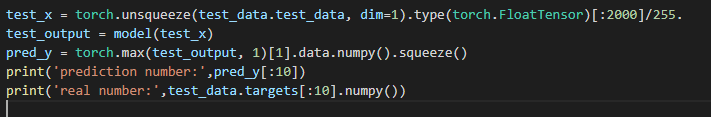 test_x = torch.unsqueeze(test_data.test_data, dim=1).type(torch.FloatTensor)[:2000]/255.
test_output = model(test_x)
pred_y = torch.max(test_output, 1)[1].data.numpy().squeeze()
print('prediction number:',pred_y[:10])
print('real number:',test_data.targets[:10].numpy())